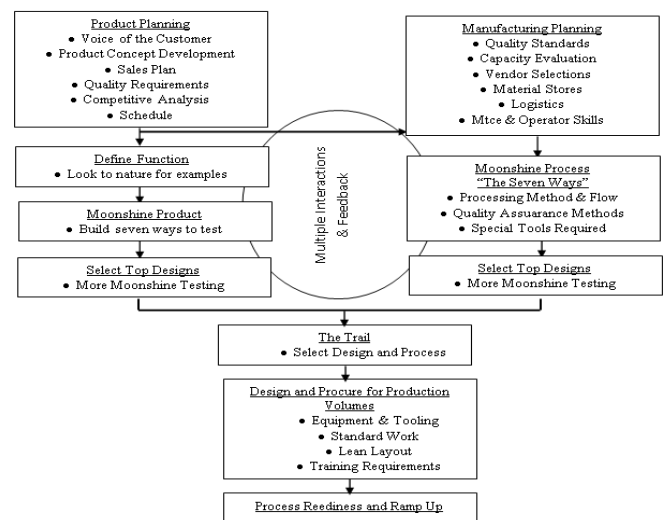 Product Planning
• Voice of the Customer
• Product Concept Development
• Sales Plan
• Quality Requirements
• Competitive Analysis
• Schedule
Manufacturing Planning
• Quality Standards
• Capacity Evaluation
• Vendor Selections
• Material Stores
• Logistics
• Mtce & Operator Skills
Define Function
• Look to nature for examples
Moonshine Product
• Build seven ways to test
Select Top Designs
• More Moonshine Testing
Multiple Interactions
& Feedback
Moonshine Process
"The Seven Ways"
• Processing Method & Flow
• Quality Assuarance Methods
• Special Tools Required
Select Top Designs
• More Moonshine Testing
The Trail
• Select Design and Process
Design and Procure for Production
Volumes
• Equipment & Tooling
• Standard Work
• Lean Layout
• Training Requirements
Process Reediness and Ramp Up